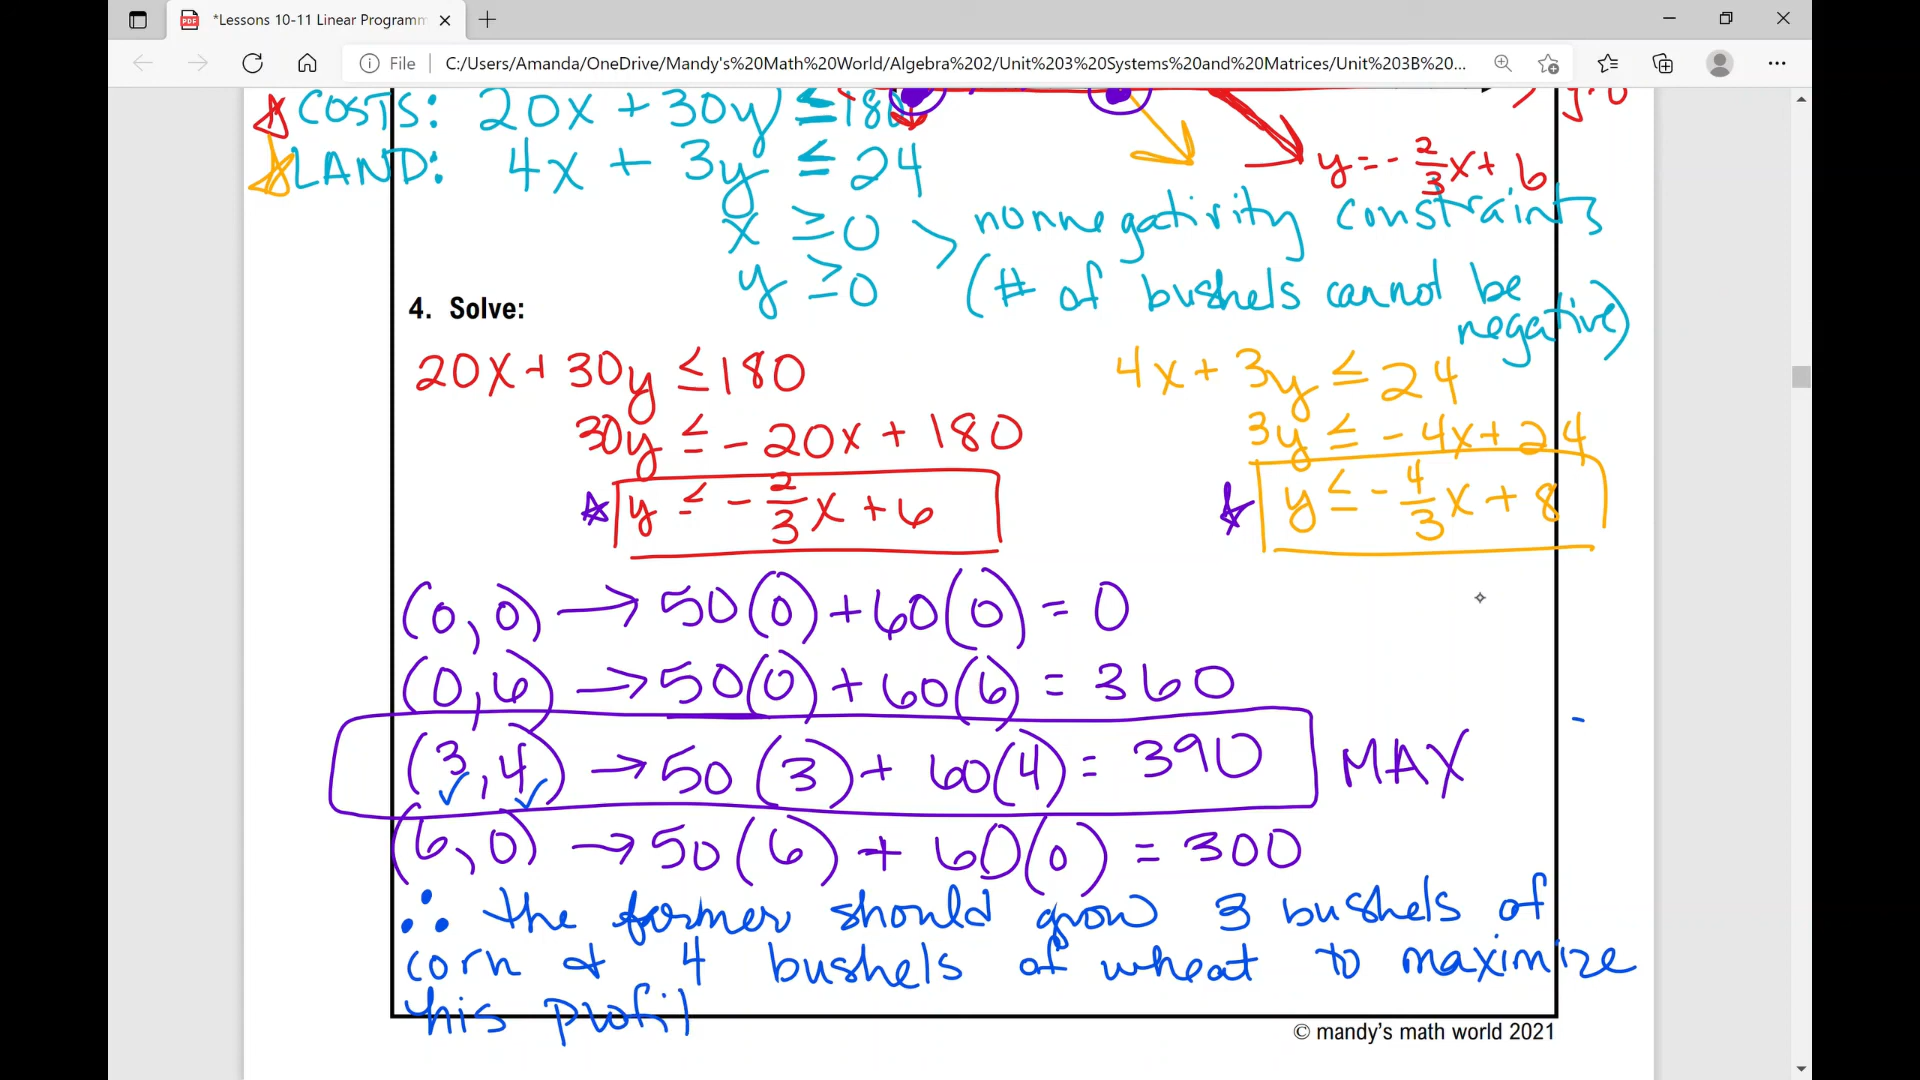 *Lessons 10-11 Linear Programm
File C:/Users/Amanda/OneDrive/Mandy's%20Math%20World/Algebra%202/Unit%203%20Systems%20and%20Matrices/Unit%203B%20...
COSTS: 20x + 30y ≤ 180
y=0
LAND: 4x + 3y ≤ 24
y = - 2/3 x + 6
x ≥ 0 > nonnegativity constraints
y ≥ 0 (# of bushels cannot be negative)
4. Solve:
20x + 30y ≤ 180
30y ≤ - 20x + 180
y ≤ - 2/3 x + 6
4x + 3y ≤ 24
3y ≤ - 4x + 24
y ≤ - 4/3 x + 8
(0,0) → 50(0) + 60(0) = 0
(0,6) → 50(0) + 60(6) = 360
(3,4) → 50(3) + 60(4) = 390 MAX
(6,0) → 50(6) + 60(0) = 300
∴ the farmer should grow 3 bushels of
corn & 4 bushels of wheat to maximize
his profit
© mandy's math world 2021